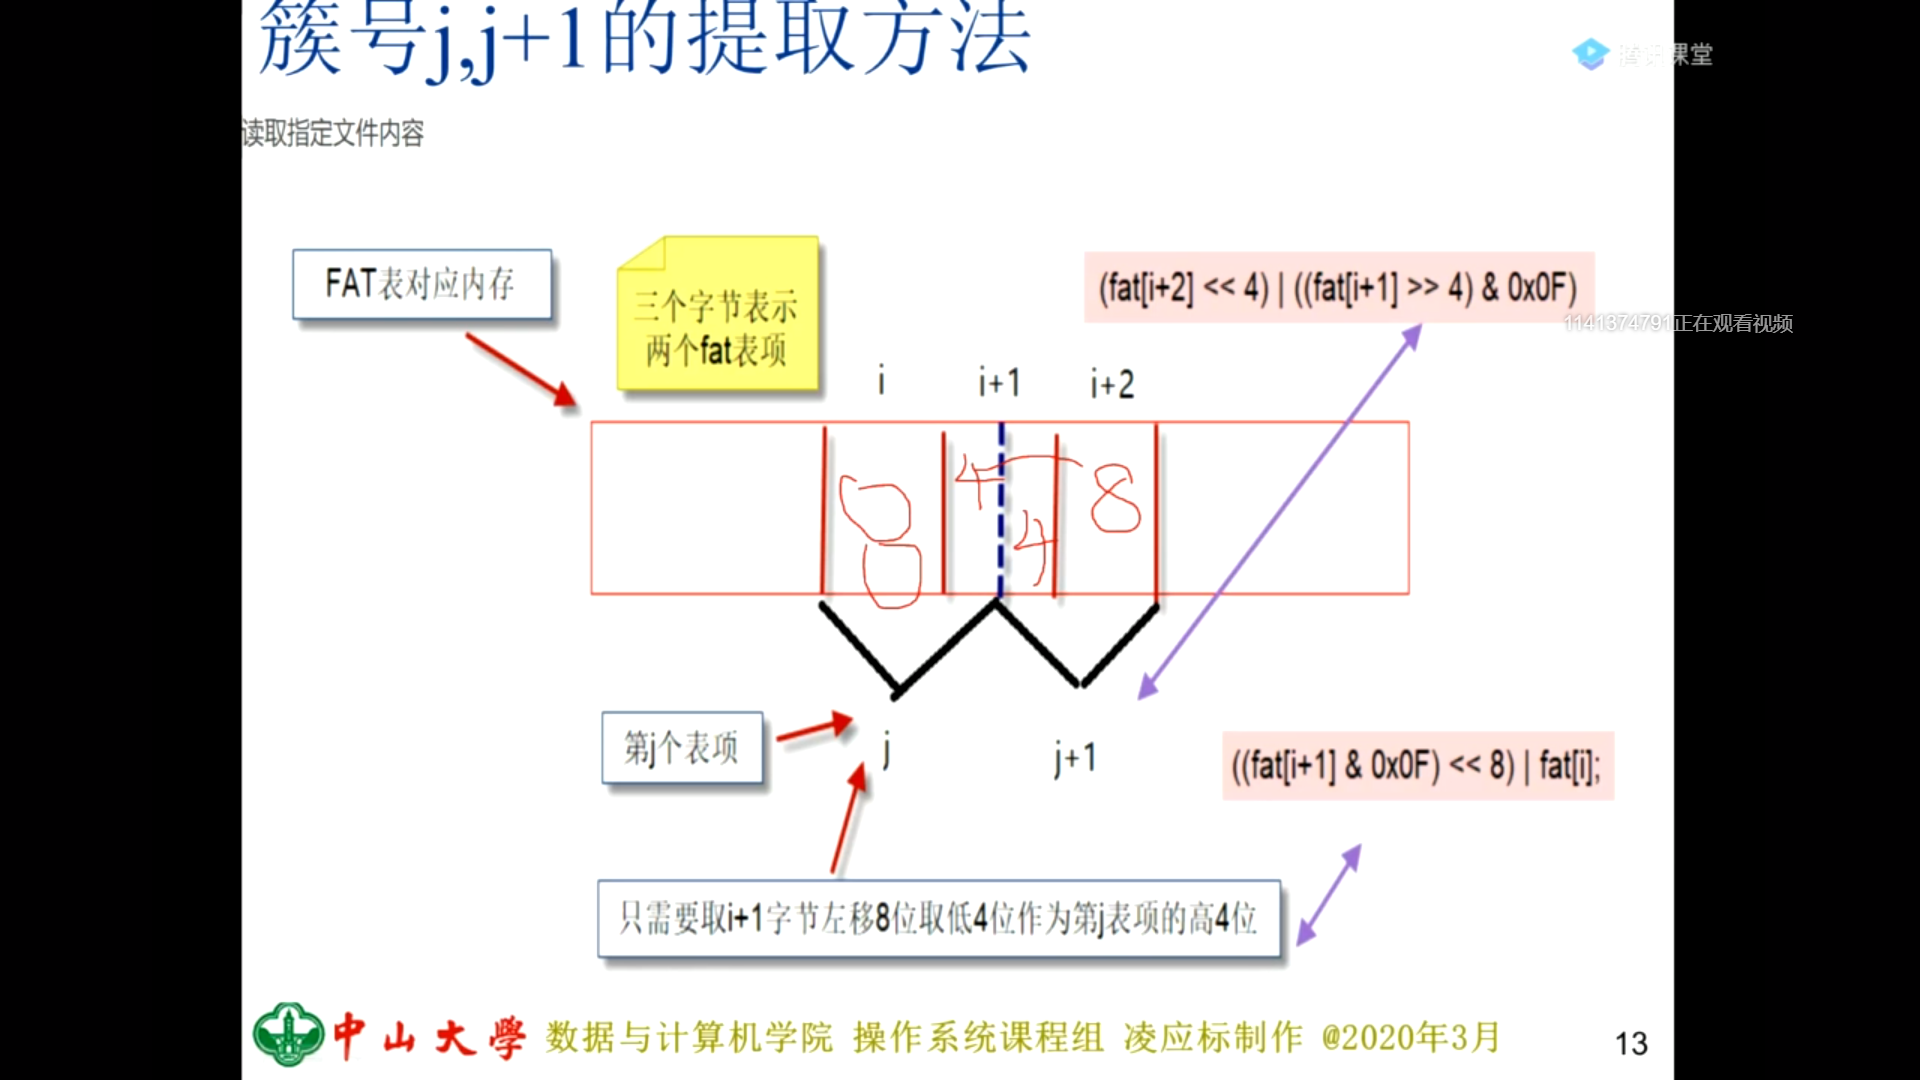 簇号j,j+1的提取方法
腾讯课堂
读取指定文件内容
FAT表对应内存
三个字节表示
两个fat表项
(fat[i+2] << 4) | ((fat[i+1] >> 4) & 0x0F)
1141374791正在观看视频
i
i+1
i+2
8
4
4
8
第j个表项
j
j+1
((fat[i+1] & 0x0F) << 8) | fat[i];
只需要取i+1字节左移8位取低4位作为第j表项的高4位
中山大学 数据与计算机学院 操作系统课程组 凌应标制作 @2020年3月
13